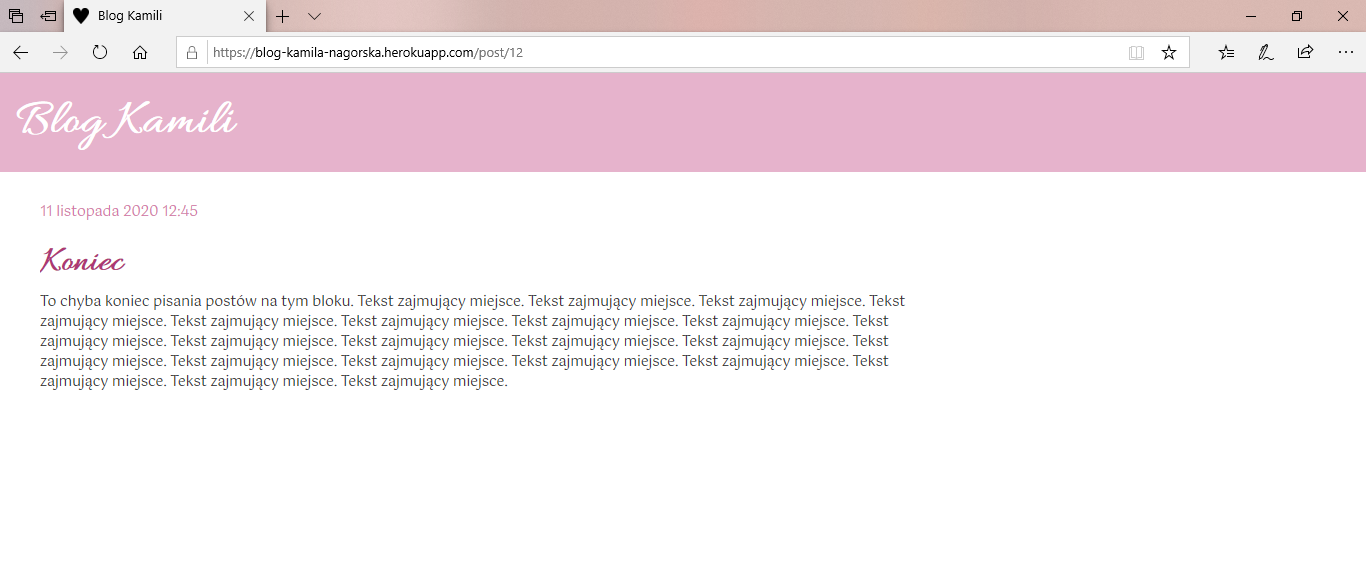 Blog Kamili
https://blog-kamila-nagorska.herokuapp.com/post/12
Blog Kamili
11 listopada 2020 12:45
Koniec
To chyba koniec pisania postów na tym bloku. Tekst zajmujący miejsce. Tekst zajmujący miejsce. Tekst zajmujący miejsce. Tekst
zajmujący miejsce. Tekst zajmujący miejsce. Tekst zajmujący miejsce. Tekst zajmujący miejsce. Tekst zajmujący miejsce. Tekst
zajmujący miejsce. Tekst zajmujący miejsce. Tekst zajmujący miejsce. Tekst zajmujący miejsce. Tekst zajmujący miejsce. Tekst
zajmujący miejsce. Tekst zajmujący miejsce. Tekst zajmujący miejsce. Tekst zajmujący miejsce. Tekst zajmujący miejsce. Tekst
zajmujący miejsce. Tekst zajmujący miejsce. Tekst zajmujący miejsce.